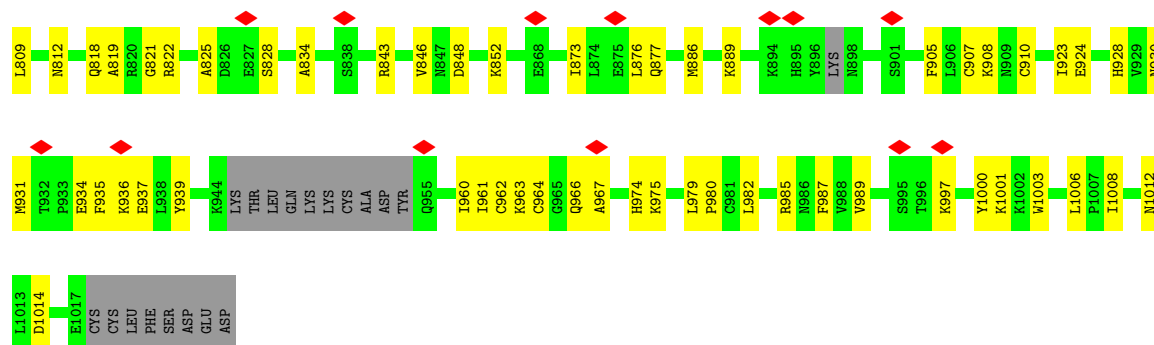 L809 N812 Q818 A819 R820 G821 R822 A825 D826 E827 S828 A834 S838 R843 V846 N847 D848 K852 E868 I873 L874 E875 L876 Q877 M886 K889 K894 H895 Y896 LYS N898 S901 F905 L906 C907 K908 N909 C910 I923 E924 H928 V929
M931 T932 P933 E934 F935 K936 E937 L938 Y939 K944 LYS THR LEU GLN LYS LYS CYS ALA ASP TYR Q955 I960 I961 C962 K963 C964 G965 Q966 A967 H974 K975 L979 P980 C981 L982 R985 N986 F987 V988 V989 S995 T996 K997 Y1000 K1001 K1002 W1003 L1006 P1007 I1008 N1012
L1013 D1014 E1017 CYS CYS LEU PHE SER ASP GLU ASP